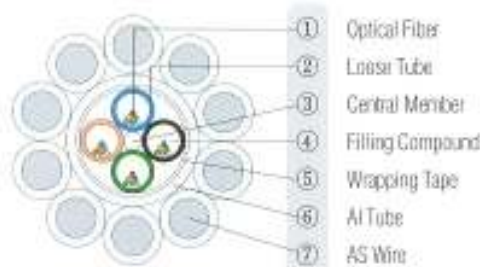 ① Optical Fiber
② Loose Tube
③ Central Member
④ Filling Compound
⑤ Wrapping Tape
⑥ Al Tube
⑦ AS Wire